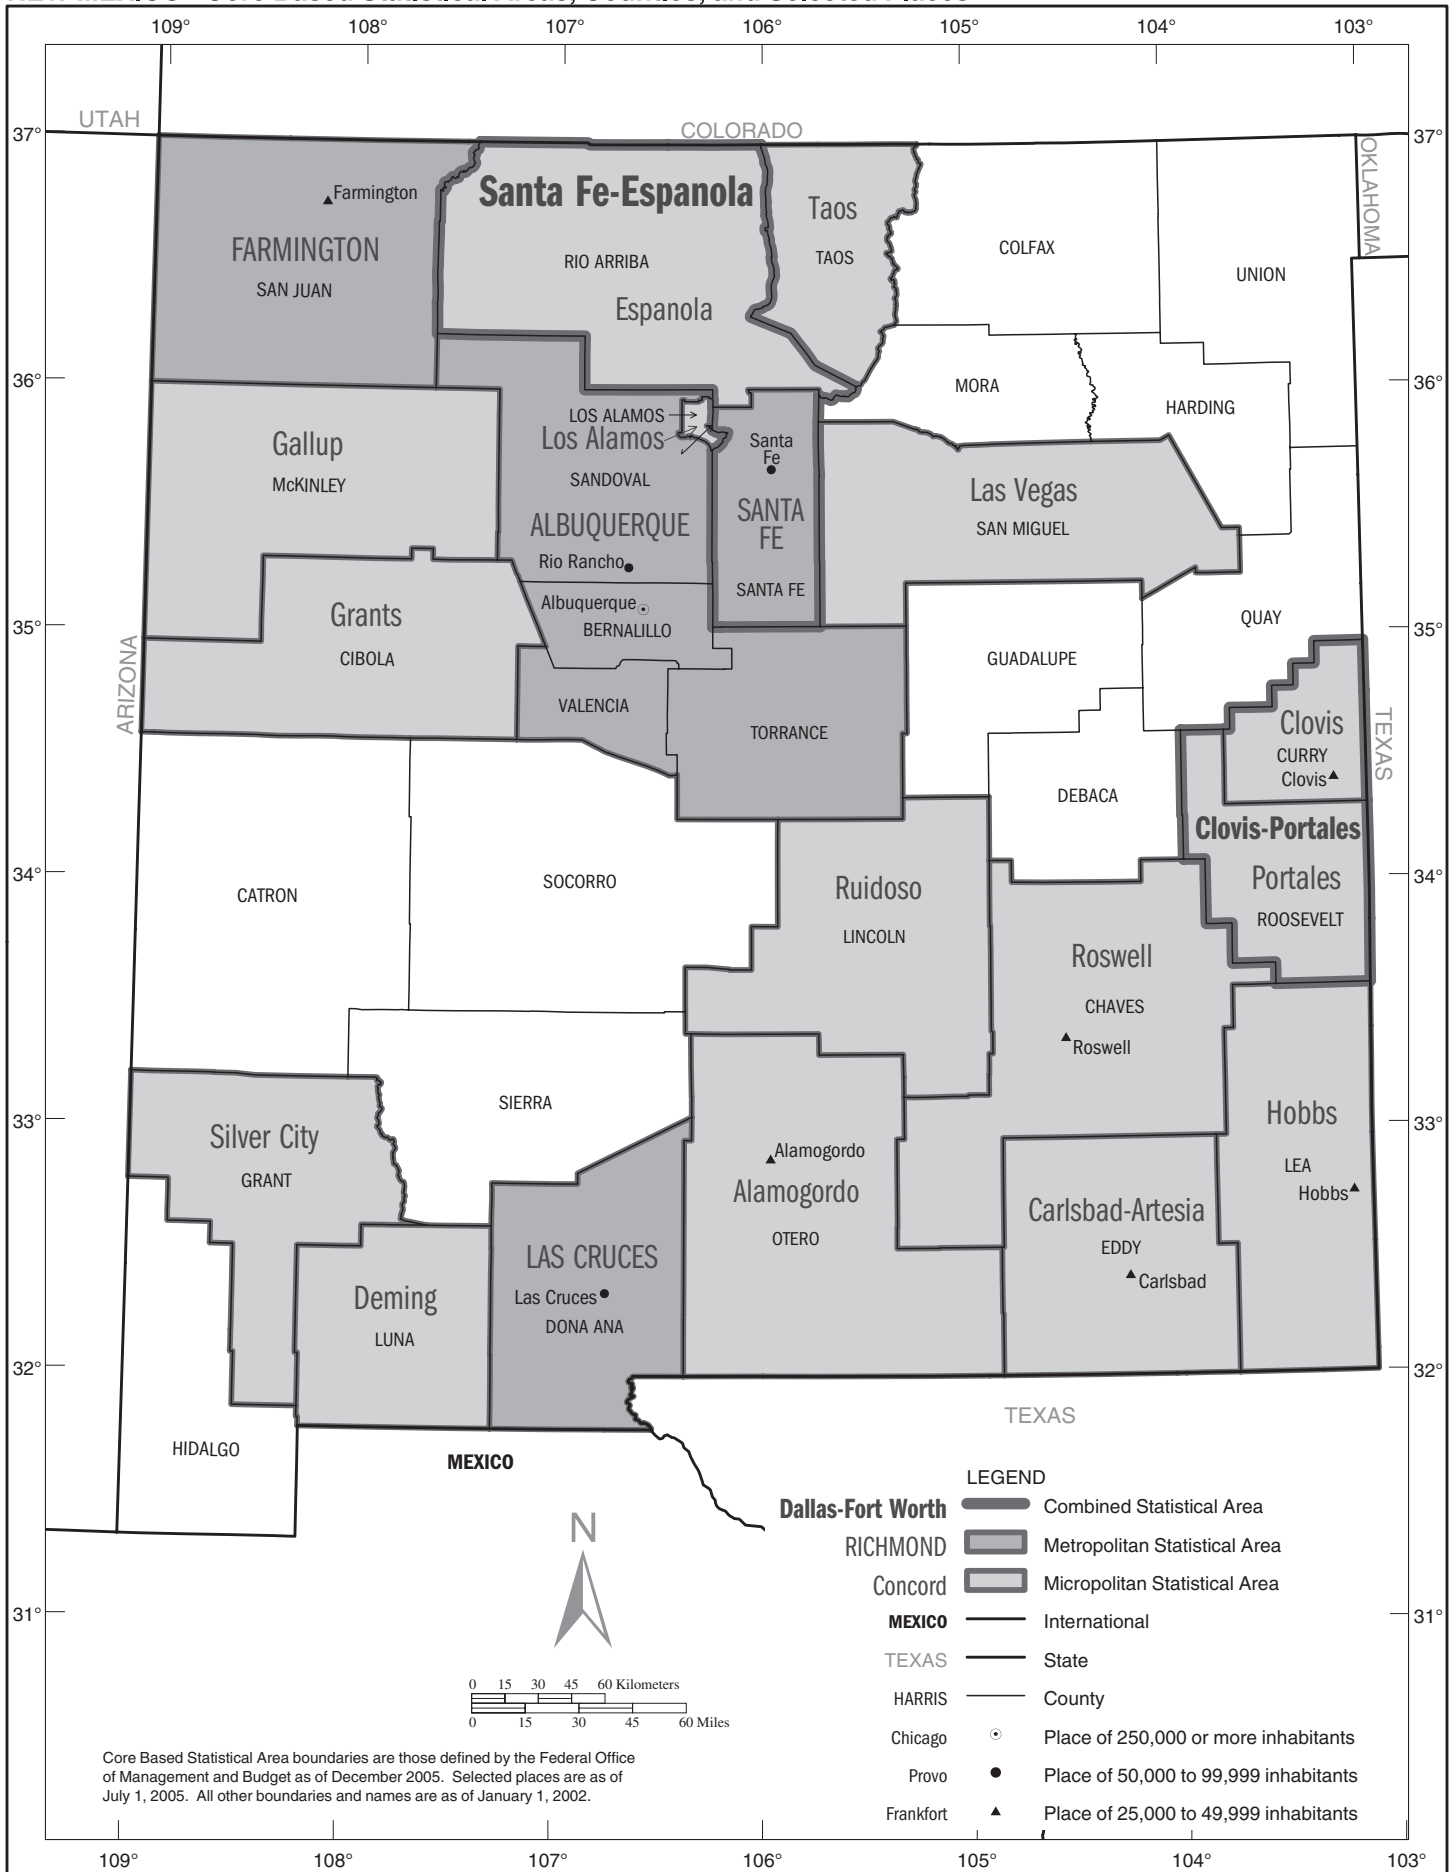 109° 108° 107° 106° 105° 104° 103°
UTAH
COLORADO
OKLAHOMA
37° 37°
Farmington
FARMINGTON
SAN JUAN
Santa Fe-Espanola
RIO ARRIBA
Espanola
Taos
TAOS
COLFAX
UNION
36° 36°
MORA
HARDING
LOS ALAMOS
Los Alamos
Gallup
McKINLEY
SANDOVAL
ALBUQUERQUE
Rio Rancho
Santa
Fe
SANTA
FE
SANTA FE
Las Vegas
SAN MIGUEL
Albuquerque
BERNALILLO
35° 35°
Grants
CIBOLA
ARIZONA
VALENCIA
TORRANCE
GUADALUPE
QUAY
TEXAS
Clovis
CURRY
Clovis
DEBACA
Clovis-Portales
Portales
ROOSEVELT
34° 34°
CATRON
SOCORRO
Ruidoso
LINCOLN
Roswell
CHAVES
Roswell
33° 33°
SIERRA
Silver City
GRANT
Alamogordo
Alamogordo
OTERO
Hobbs
LEA
Hobbs
Carlsbad-Artesia
EDDY
Carlsbad
LAS CRUCES
Las Cruces
DONA ANA
Deming
LUNA
32° 32°
HIDALGO
MEXICO
TEXAS
LEGEND
Dallas-Fort Worth Combined Statistical Area
RICHMOND Metropolitan Statistical Area
Concord Micropolitan Statistical Area
MEXICO International
TEXAS State
HARRIS County
Chicago Place of 250,000 or more inhabitants
Provo Place of 50,000 to 99,999 inhabitants
Frankfort Place of 25,000 to 49,999 inhabitants
N
31° 31°
0 15 30 45 60 Kilometers
0 15 30 45 60 Miles
Core Based Statistical Area boundaries are those defined by the Federal Office
of Management and Budget as of December 2005. Selected places are as of
July 1, 2005. All other boundaries and names are as of January 1, 2002.
109° 108° 107° 106° 105° 104° 103°